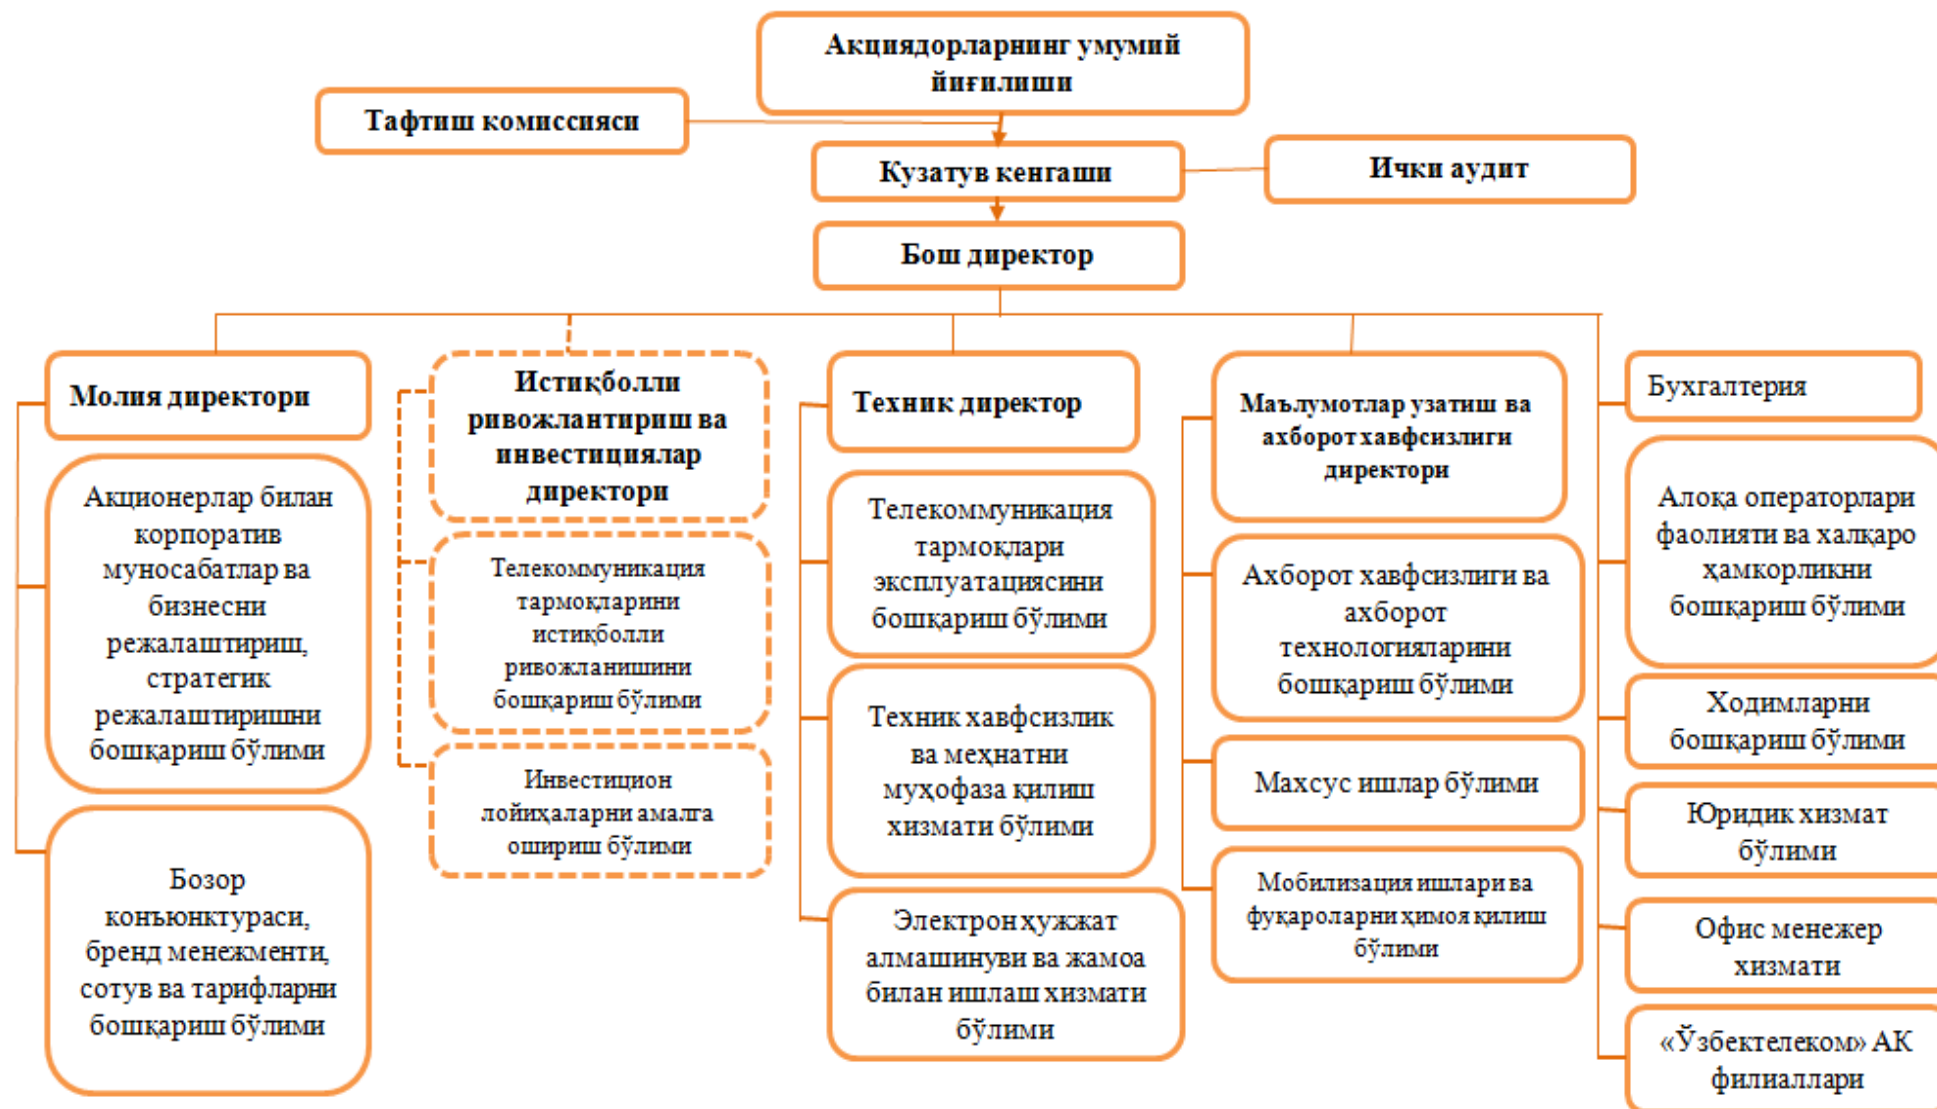 Акциядорларнинг умумий
йиғилиши
Тафтиш комиссияси
Кузатув кенгаши
Ички аудит
Бош директор
Молия директори
Акционерлар билан
корпоратив
муносабатлар ва
бизнесни
режалаштириш,
стратегик
режалаштиришни
бошқариш бўлими
Бозор
конъюнктураси,
бренд менежменти,
сотув ва тарифларни
бошқариш бўлими
Истиқболли
ривожлантириш ва
инвестициялар
директори
Телекоммуникация
тармоқларини
истиқболли
ривожланишини
бошқариш бўлими
Инвестицион
лойиҳаларни амалга
ошириш бўлими
Техник директор
Телекоммуникация
тармоқлари
эксплуатациясини
бошқариш бўлими
Техник хавфсизлик
ва меҳнатни
муҳофаза қилиш
хизмати бўлими
Электрон ҳужжат
алмашинуви ва жамоа
билан ишлаш хизмати
бўлими
Маълумотлар узатиш ва
ахборот хавфсизлиги
директори
Ахборот хавфсизлиги ва
ахборот
технологияларини
бошқариш бўлими
Махсус ишлар бўлими
Мобилизация ишлари ва
фуқароларни ҳимоя қилиш
бўлими
Бухгалтерия
Алоқа операторлари
фаолияти ва халқаро
ҳамкорликни
бошқариш бўлими
Ходимларни
бошқариш бўлими
Юридик хизмат
бўлими
Офис менежер
хизмати
«Ўзбектелеком» АК
филиаллари